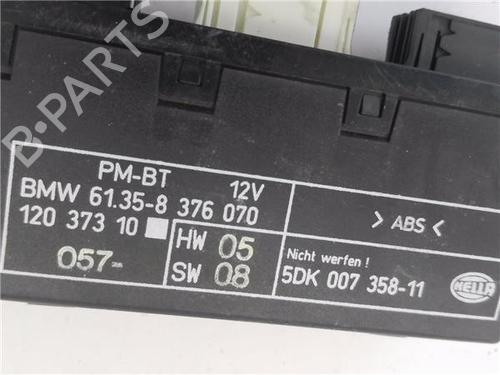 B-PARTS
PM-BT 12V
BMW 61.35-8 376 070
120 373 10
> ABS <
057-
HW 05
SW 08
Nicht werfen !
5DK 007 358-11
HELLA